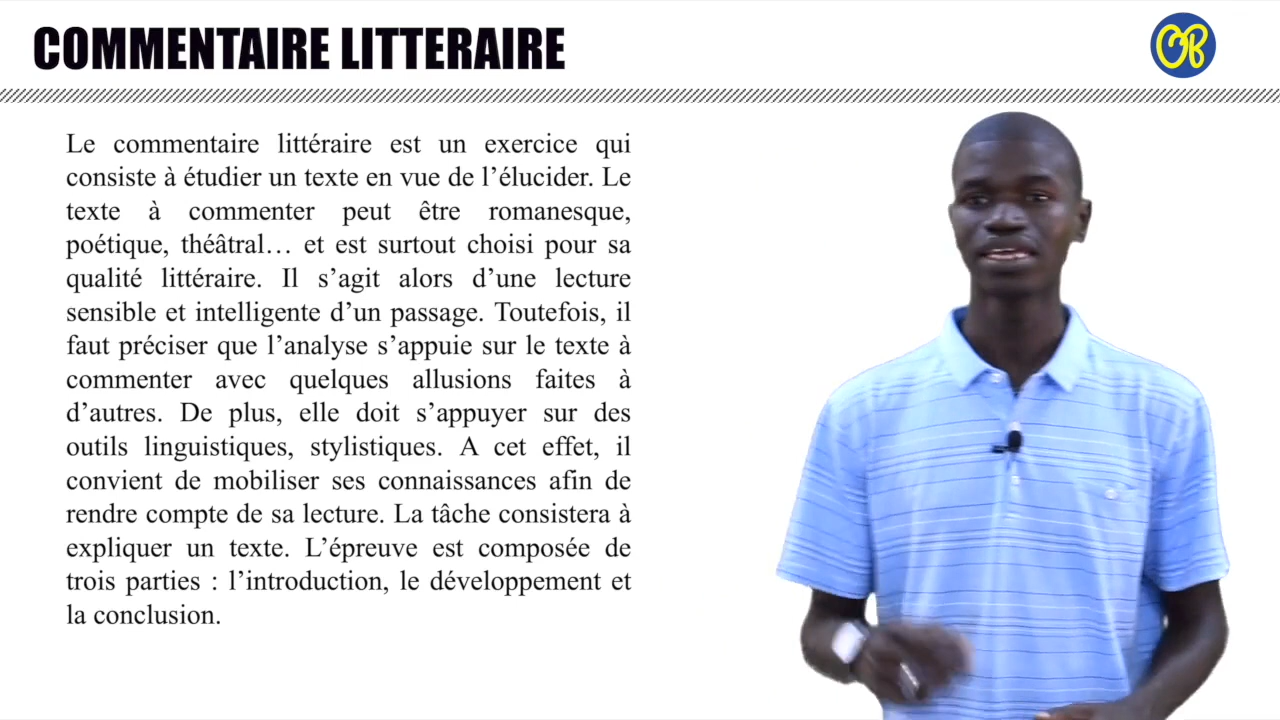 COMMENTAIRE LITTERAIRE
Le commentaire littéraire est un exercice qui
consiste à étudier un texte en vue de l’élucider. Le
texte à commenter peut être romanesque,
poétique, théâtral… et est surtout choisi pour sa
qualité littéraire. Il s’agit alors d’une lecture
sensible et intelligente d’un passage. Toutefois, il
faut préciser que l’analyse s’appuie sur le texte à
commenter avec quelques allusions faites à
d’autres. De plus, elle doit s’appuyer sur des
outils linguistiques, stylistiques. A cet effet, il
convient de mobiliser ses connaissances afin de
rendre compte de sa lecture. La tâche consistera à
expliquer un texte. L’épreuve est composée de
trois parties : l’introduction, le développement et
la conclusion.